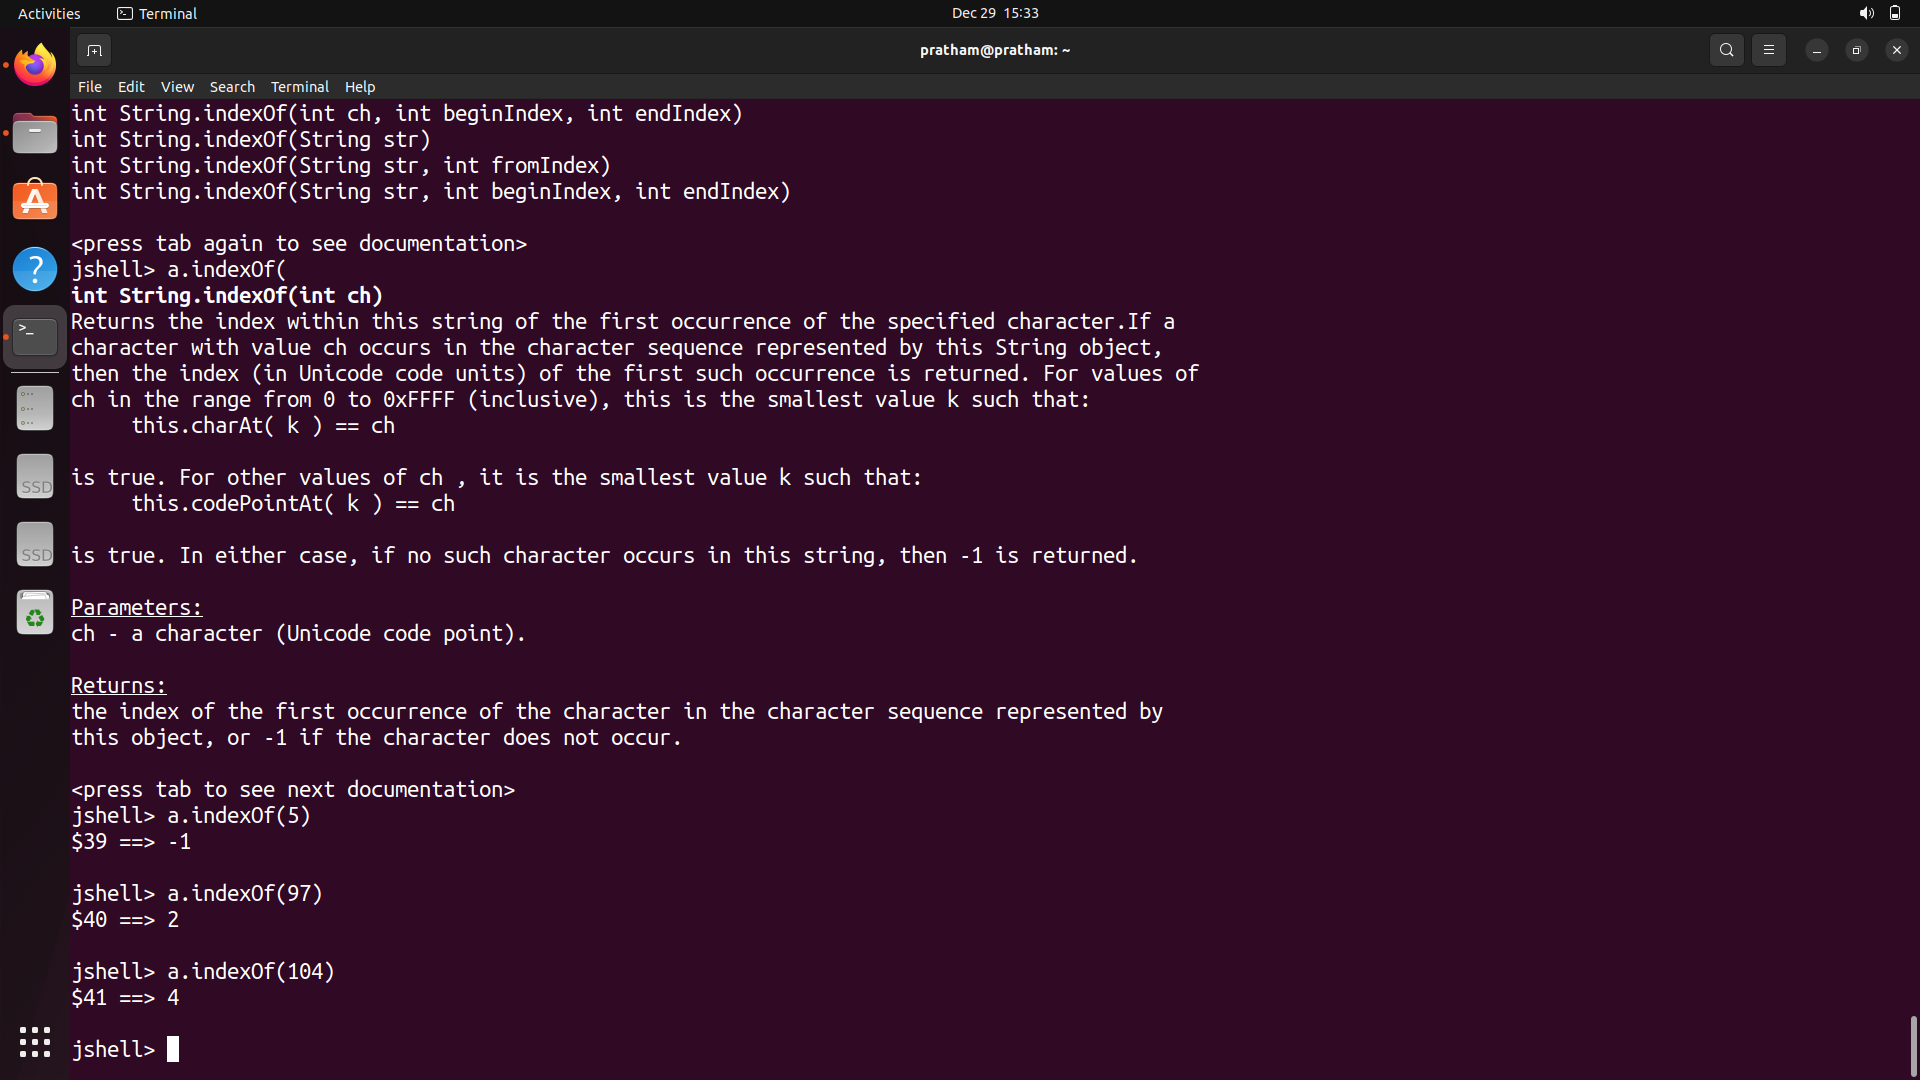 Activities Terminal Dec 29 15:33
pratham@pratham: ~
File Edit View Search Terminal Help
int String.indexOf(int ch, int beginIndex, int endIndex)
int String.indexOf(String str)
int String.indexOf(String str, int fromIndex)
int String.indexOf(String str, int beginIndex, int endIndex)
<press tab again to see documentation>
jshell> a.indexOf(
int String.indexOf(int ch)
Returns the index within this string of the first occurrence of the specified character.If a
character with value ch occurs in the character sequence represented by this String object,
then the index (in Unicode code units) of the first such occurrence is returned. For values of
ch in the range from 0 to 0xFFFF (inclusive), this is the smallest value k such that:
this.charAt( k ) == ch
is true. For other values of ch , it is the smallest value k such that:
this.codePointAt( k ) == ch
is true. In either case, if no such character occurs in this string, then -1 is returned.
Parameters:
ch - a character (Unicode code point).
Returns:
the index of the first occurrence of the character in the character sequence represented by
this object, or -1 if the character does not occur.
<press tab to see next documentation>
jshell> a.indexOf(5)
$39 ==> -1
jshell> a.indexOf(97)
$40 ==> 2
jshell> a.indexOf(104)
$41 ==> 4
jshell>
SSD
SSD